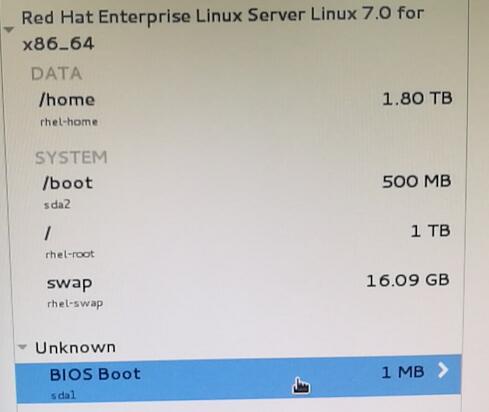 Red Hat Enterprise Linux Server Linux 7.0 for
x86_64
DATA
/home 1.80 TB
rhel-home
SYSTEM
/boot 500 MB
sda2
/ 1 TB
rhel-root
swap 16.09 GB
rhel-swap
Unknown
BIOS Boot 1 MB
sda1